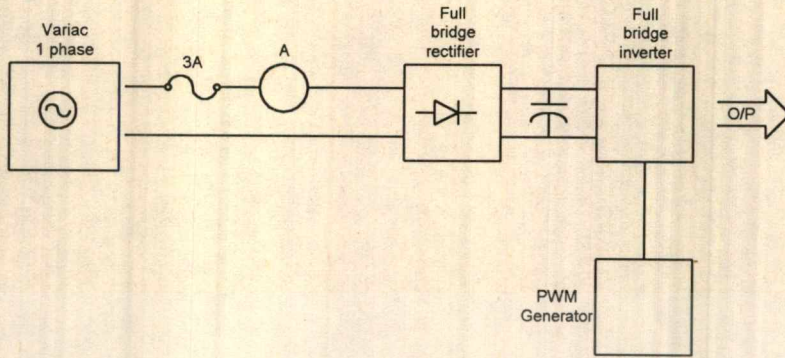 Variac
1 phase
3A
A
Full
bridge
rectifier
Full
bridge
inverter
O/P
PWM
Generator